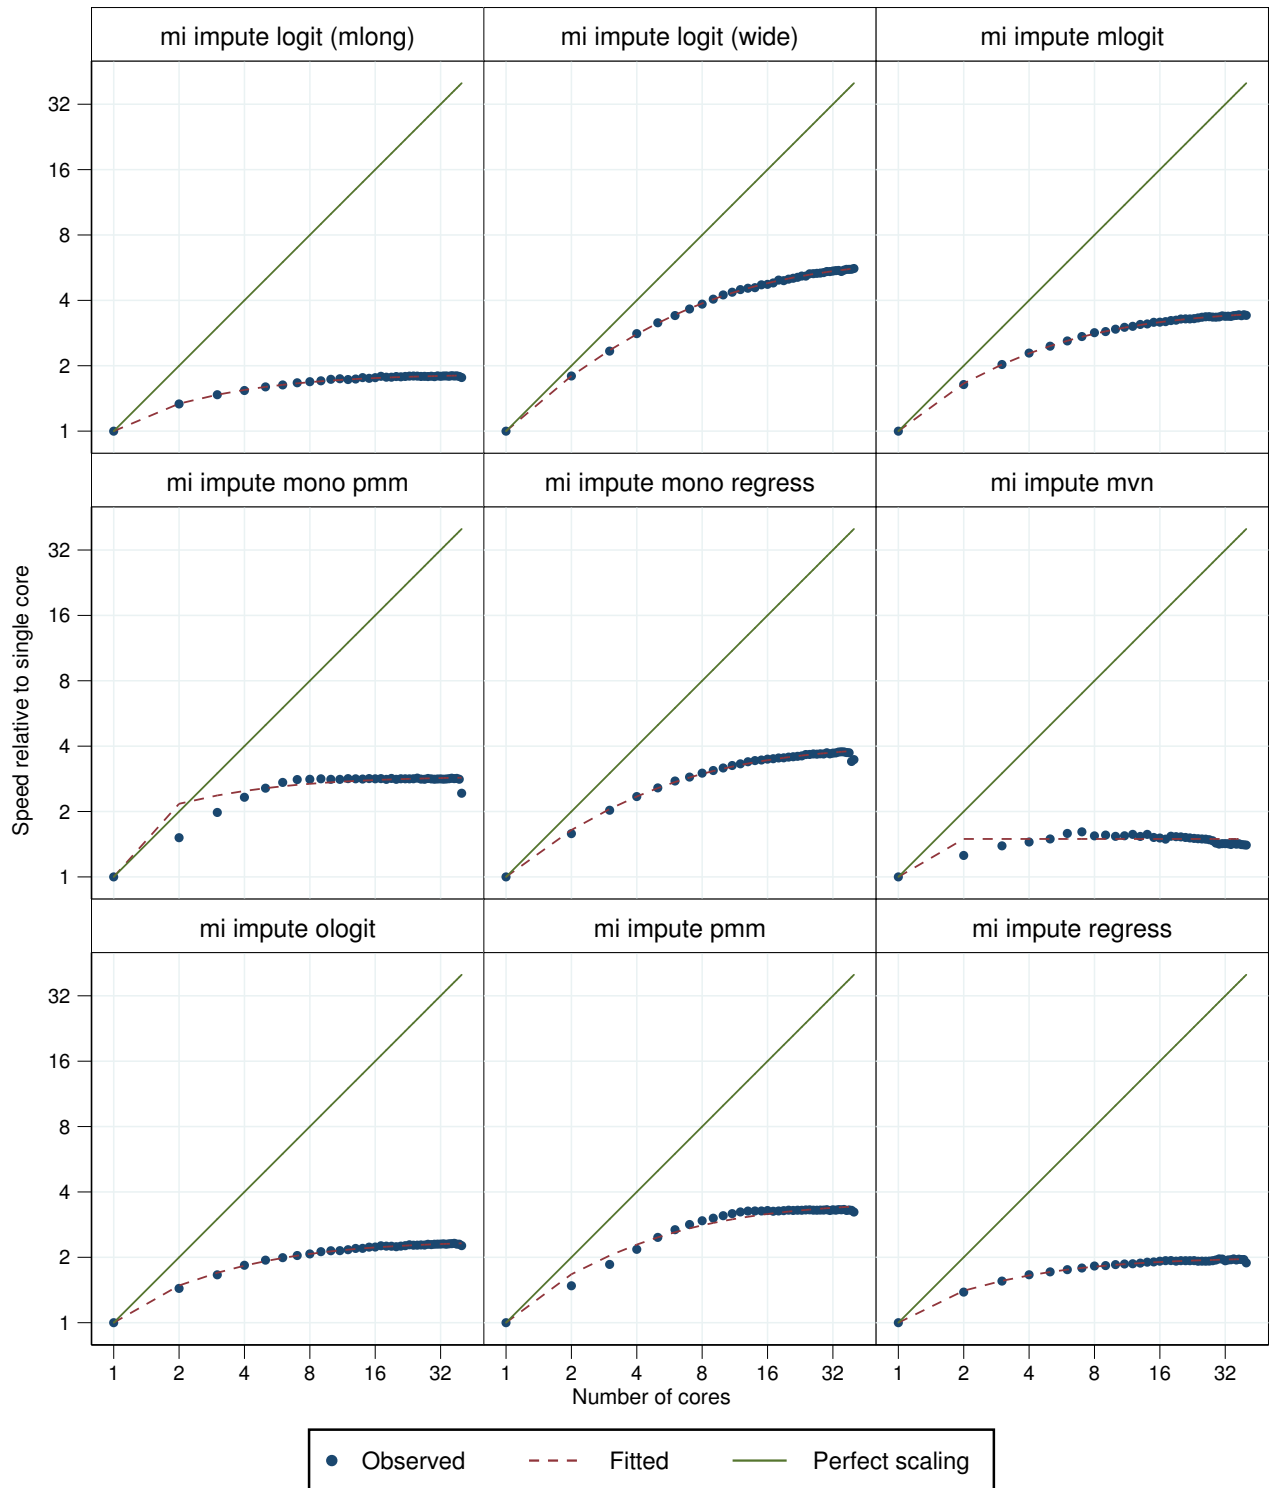 mi impute logit (mlong)
mi impute logit (wide)
mi impute mlogit
32
16
8
4
2
1
mi impute mono pmm
mi impute mono regress
mi impute mvn
32
16
8
4
2
1
Speed relative to single core
mi impute ologit
mi impute pmm
mi impute regress
32
16
8
4
2
1
1 2 4 8 16 32
1 2 4 8 16 32
1 2 4 8 16 32
Number of cores
Observed
Fitted
Perfect scaling